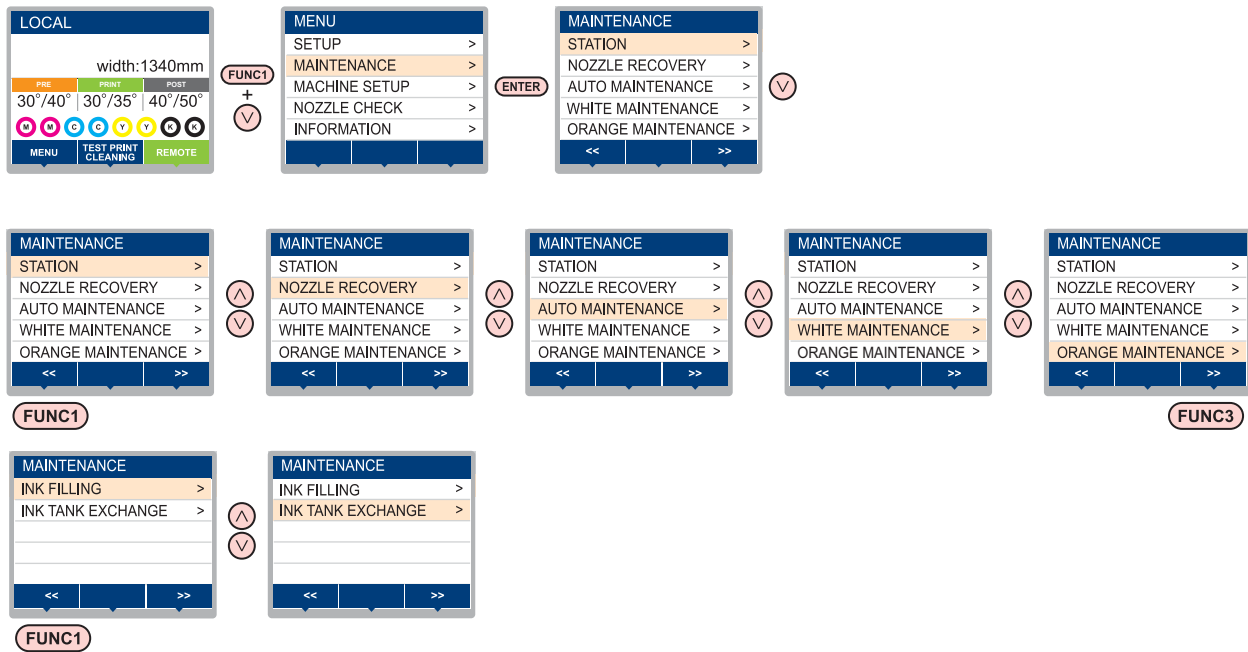 LOCAL
width:1340mm
PRE PRINT POST
30°/40° 30°/35° 40°/50°
M M C C Y Y K K
MENU TEST PRINT CLEANING REMOTE
FUNC1
+
MENU
SETUP >
MAINTENANCE >
MACHINE SETUP >
NOZZLE CHECK >
INFORMATION >
ENTER
MAINTENANCE
STATION >
NOZZLE RECOVERY >
AUTO MAINTENANCE >
WHITE MAINTENANCE >
ORANGE MAINTENANCE >
<< >>
MAINTENANCE
STATION >
NOZZLE RECOVERY >
AUTO MAINTENANCE >
WHITE MAINTENANCE >
ORANGE MAINTENANCE >
<< >>
FUNC1
MAINTENANCE
STATION >
NOZZLE RECOVERY >
AUTO MAINTENANCE >
WHITE MAINTENANCE >
ORANGE MAINTENANCE >
<< >>
MAINTENANCE
STATION >
NOZZLE RECOVERY >
AUTO MAINTENANCE >
WHITE MAINTENANCE >
ORANGE MAINTENANCE >
<< >>
MAINTENANCE
STATION >
NOZZLE RECOVERY >
AUTO MAINTENANCE >
WHITE MAINTENANCE >
ORANGE MAINTENANCE >
<< >>
MAINTENANCE
STATION >
NOZZLE RECOVERY >
AUTO MAINTENANCE >
WHITE MAINTENANCE >
ORANGE MAINTENANCE >
<< >>
FUNC3
MAINTENANCE
INK FILLING >
INK TANK EXCHANGE >
<< >>
FUNC1
MAINTENANCE
INK FILLING >
INK TANK EXCHANGE >
<< >>